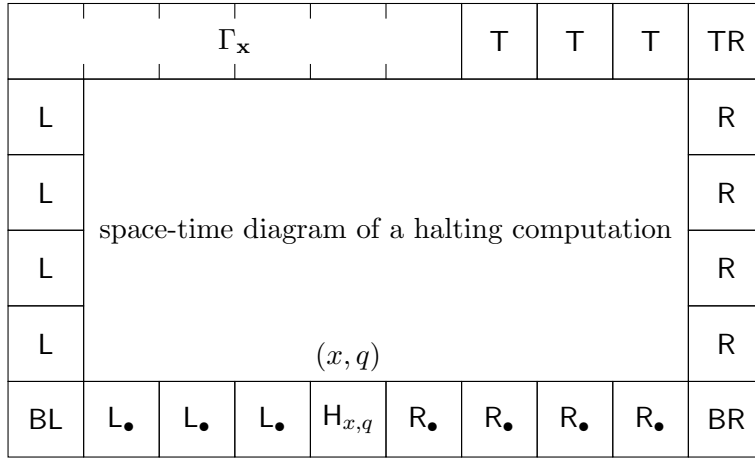 Γ𝐱 T T T TR
L R
L R
space-time diagram of a halting computation
L R
L R
(x, q)
BL L● L● L● H𝑥,𝑞 R● R● R● R● BR